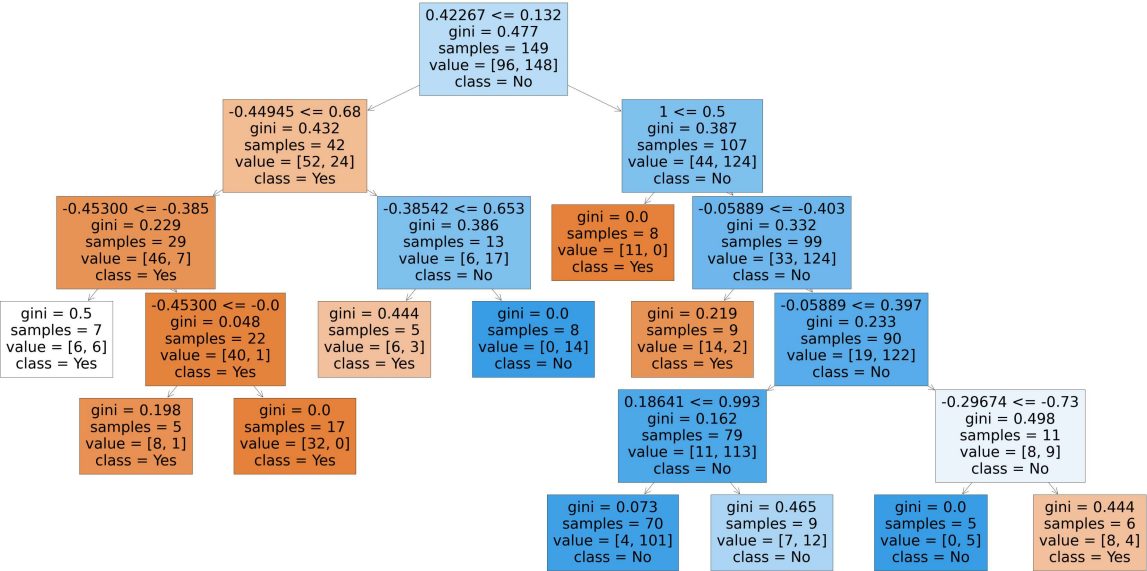 0.42267 <= 0.132
gini = 0.477
samples = 149
value = [96, 148]
class = No
-0.44945 <= 0.68
gini = 0.432
samples = 42
value = [52, 24]
class = Yes
1 <= 0.5
gini = 0.387
samples = 107
value = [44, 124]
class = No
-0.45300 <= -0.385
gini = 0.229
samples = 29
value = [46, 7]
class = Yes
-0.38542 <= 0.653
gini = 0.386
samples = 13
value = [6, 17]
class = No
gini = 0.0
samples = 8
value = [11, 0]
class = Yes
-0.05889 <= -0.403
gini = 0.332
samples = 99
value = [33, 124]
class = No
gini = 0.5
samples = 7
value = [6, 6]
class = Yes
-0.45300 <= -0.0
gini = 0.048
samples = 22
value = [40, 1]
class = Yes
gini = 0.444
samples = 5
value = [6, 3]
class = Yes
gini = 0.0
samples = 8
value = [0, 14]
class = No
gini = 0.219
samples = 9
value = [14, 2]
class = Yes
-0.05889 <= 0.397
gini = 0.233
samples = 90
value = [19, 122]
class = No
gini = 0.198
samples = 5
value = [8, 1]
class = Yes
gini = 0.0
samples = 17
value = [32, 0]
class = Yes
0.18641 <= 0.993
gini = 0.162
samples = 79
value = [11, 113]
class = No
-0.29674 <= -0.73
gini = 0.498
samples = 11
value = [8, 9]
class = No
gini = 0.073
samples = 70
value = [4, 101]
class = No
gini = 0.465
samples = 9
value = [7, 12]
class = No
gini = 0.0
samples = 5
value = [0, 5]
class = No
gini = 0.444
samples = 6
value = [8, 4]
class = Yes